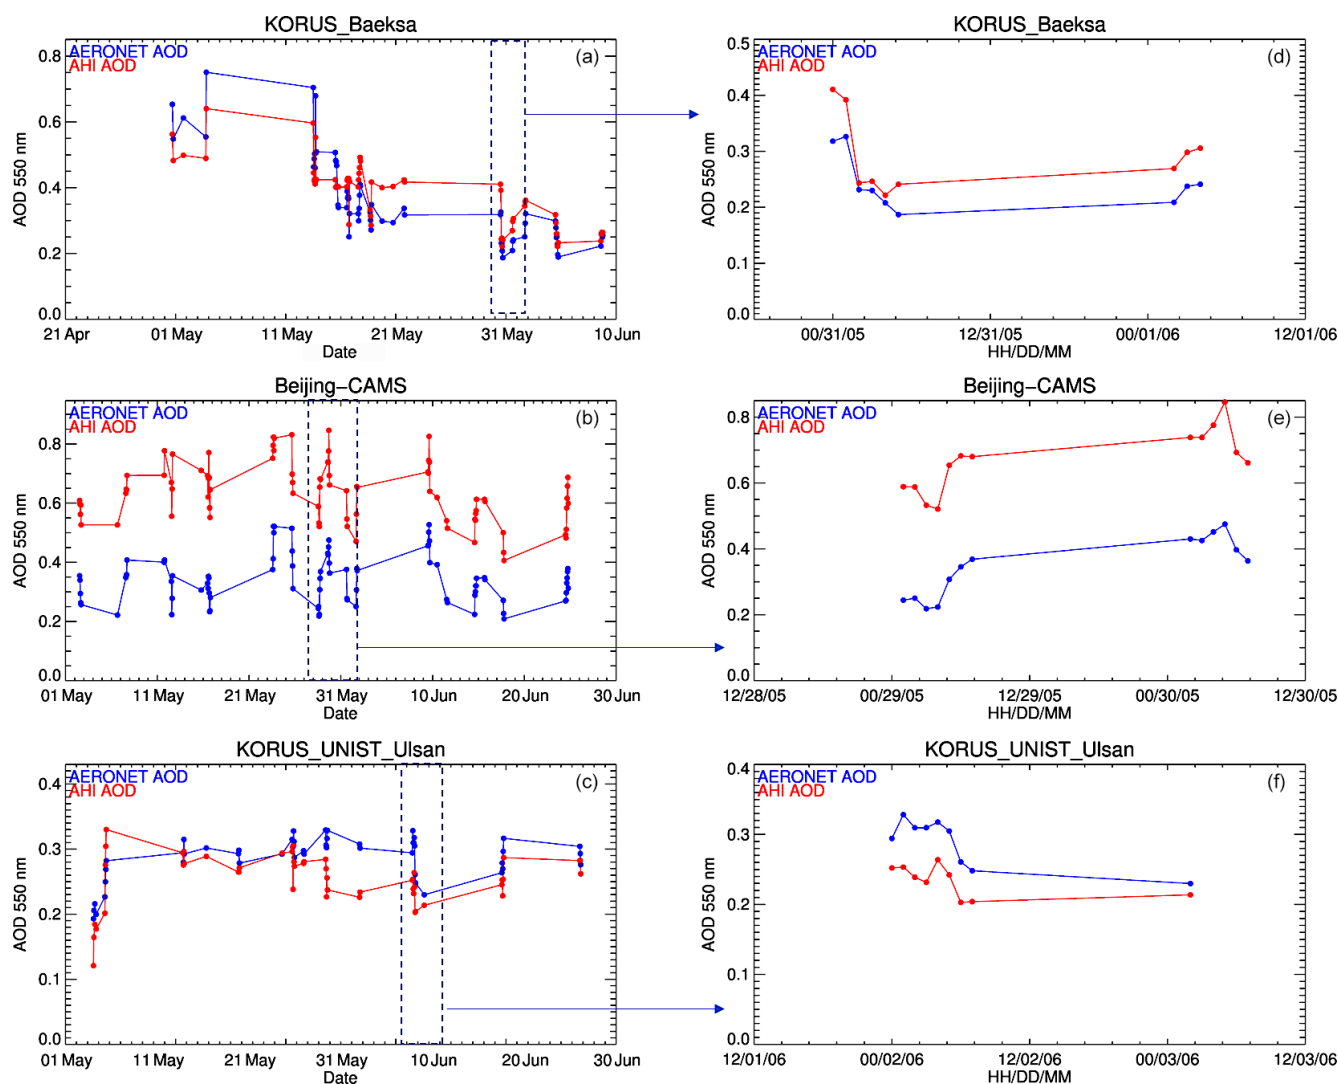 KORUS_Baeksa
AERONET AOD
AHI AOD
(a)
AOD 550 nm
0.8
0.6
0.4
0.2
0.0
21 Apr 01 May 11 May 21 May 31 May 10 Jun
Date
KORUS_Baeksa
AERONET AOD
AHI AOD
(d)
AOD 550 nm
0.5
0.4
0.3
0.2
0.1
0.0
00/31/05 12/31/05 00/01/06 12/01/06
HH/DD/MM
Beijing−CAMS
AERONET AOD
AHI AOD
(b)
AOD 550 nm
0.8
0.6
0.4
0.2
0.0
01 May 11 May 21 May 31 May 10 Jun 20 Jun 30 Jun
Date
Beijing−CAMS
AERONET AOD
AHI AOD
(e)
AOD 550 nm
0.8
0.6
0.4
0.2
0.0
12/28/05 00/29/05 12/29/05 00/30/05 12/30/05
HH/DD/MM
KORUS_UNIST_Ulsan
AERONET AOD
AHI AOD
(c)
AOD 550 nm
0.4
0.3
0.2
0.1
0.0
01 May 11 May 21 May 31 May 10 Jun 20 Jun 30 Jun
Date
KORUS_UNIST_Ulsan
AERONET AOD
AHI AOD
(f)
AOD 550 nm
0.4
0.3
0.2
0.1
0.0
12/01/06 00/02/06 12/02/06 00/03/06 12/03/06
HH/DD/MM